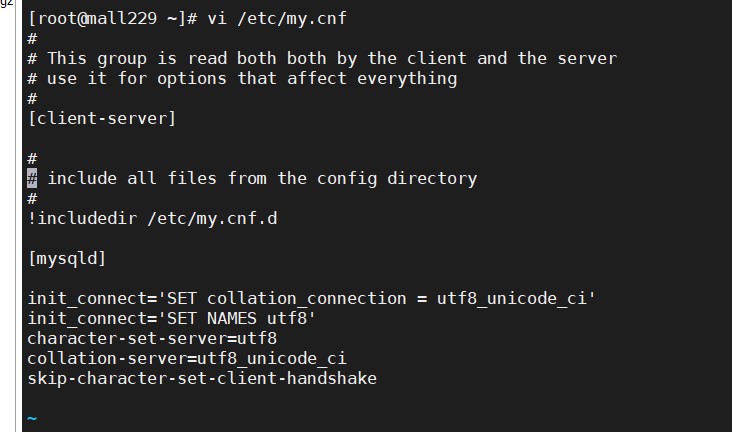 gz
[root@mall229 ~]# vi /etc/my.cnf
#
# This group is read both both by the client and the server
# use it for options that affect everything
#
[client-server]
#
# include all files from the config directory
#
!includedir /etc/my.cnf.d
[mysqld]
init_connect='SET collation_connection = utf8_unicode_ci'
init_connect='SET NAMES utf8'
character-set-server=utf8
collation-server=utf8_unicode_ci
skip-character-set-client-handshake
~